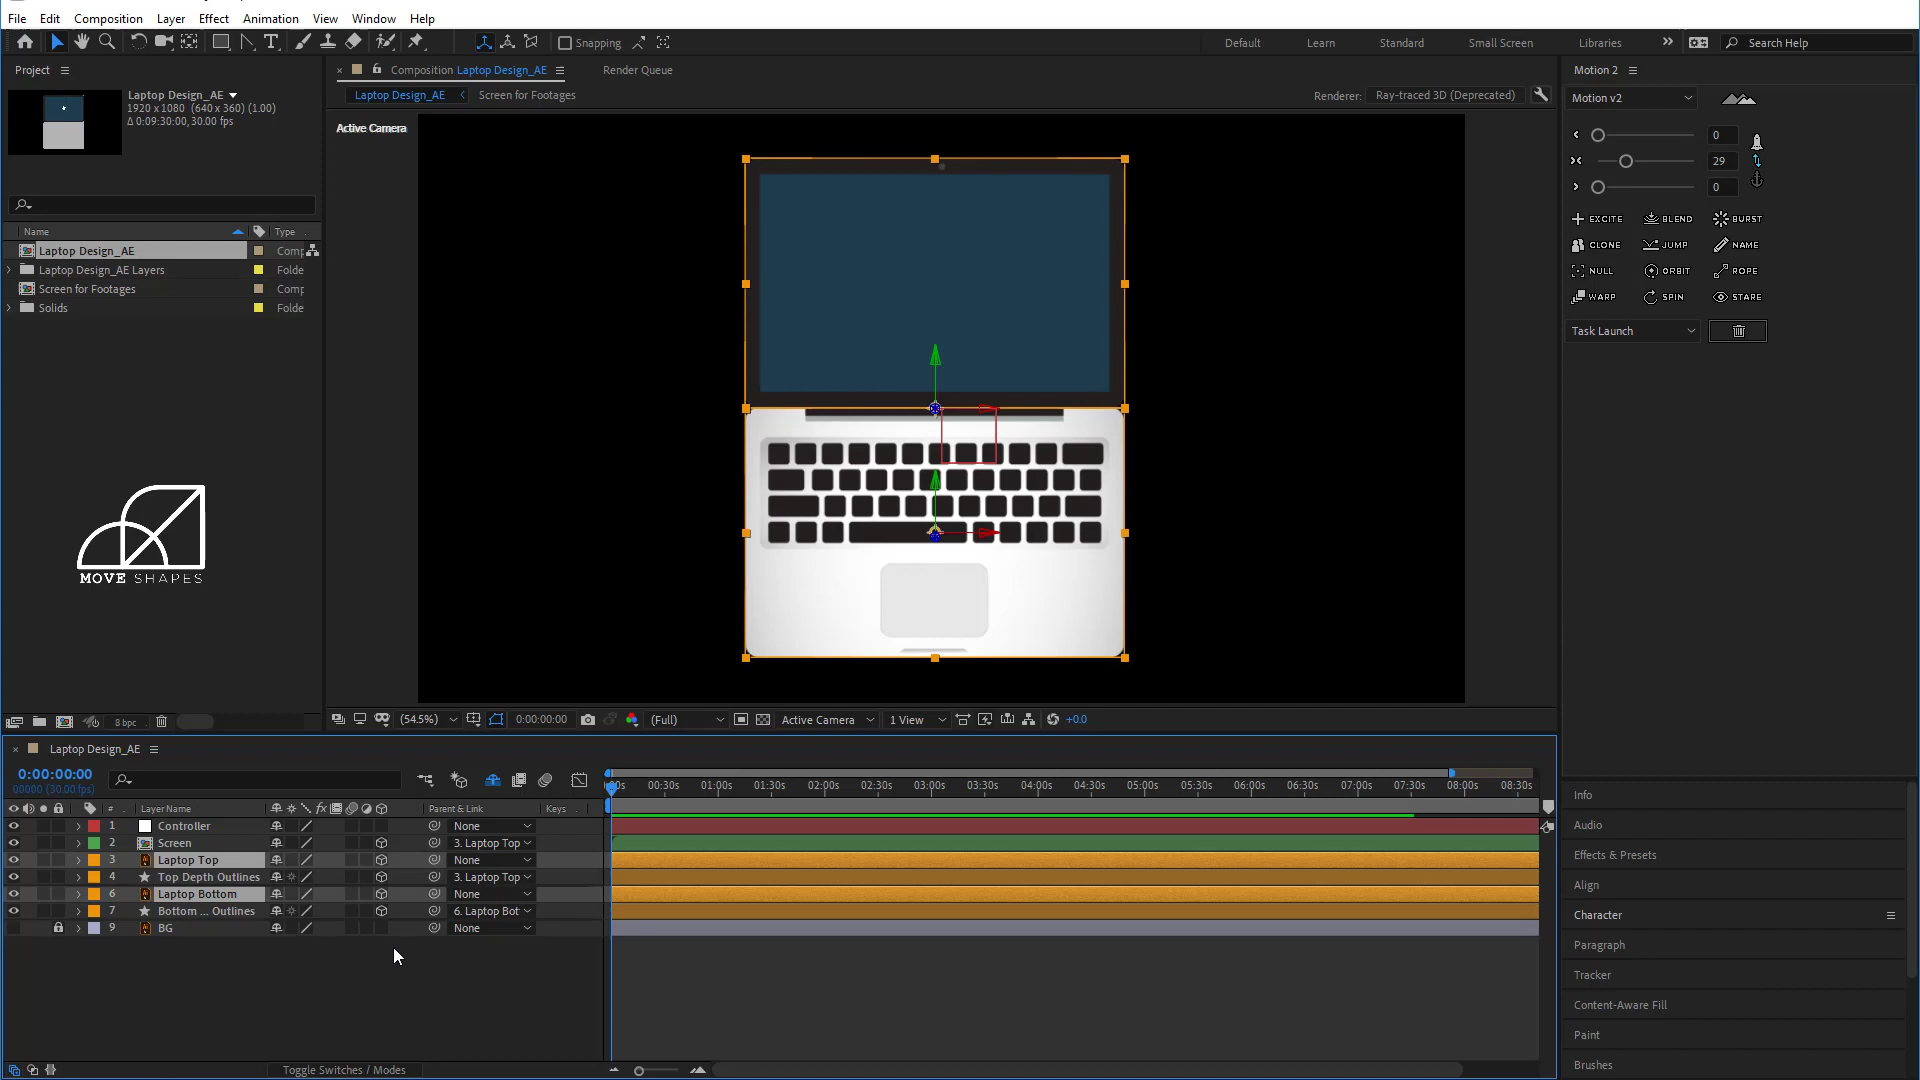 File Edit Composition Layer Effect Animation View Window Help
Snapping
Default Learn Standard Small Screen Libraries Search Help
Project
Composition Laptop Design_AE
Render Queue
Motion 2
Laptop Design_AE
1920 x 1080 (640 x 360) (1.00)
Δ 0:09:30:00, 30.00 fps
Laptop Design_AE Screen for Footages
Renderer: Ray-traced 3D (Deprecated)
Motion v2
Active Camera
0
29
0
EXCITE BLEND BURST
CLONE JUMP NAME
NULL ORBIT ROPE
WARP SPIN STARE
Task Launch
Name Type
Laptop Design_AE Comp
Laptop Design_AE Layers Folde
Screen for Footages Comp
Solids Folde
MOVE SHAPES
8 bpc
(54.5%) 0:00:00:00 (Full) Active Camera 1 View +0.0
Laptop Design_AE
0:00:00:00
00000 (30.00 fps)
00s 00:30s 01:00s 01:30s 02:00s 02:30s 03:00s 03:30s 04:00s 04:30s 05:00s 05:30s 06:00s 06:30s 07:00s 07:30s 08:00s 08:30s
# Layer Name Parent & Link Keys
1 Controller None
2 Screen 3. Laptop Top
3 Laptop Top None
4 Top Depth Outlines 3. Laptop Top
6 Laptop Bottom None
7 Bottom ... Outlines 6. Laptop Bot
9 BG None
Toggle Switches / Modes
Info
Audio
Effects & Presets
Align
Character
Paragraph
Tracker
Content-Aware Fill
Paint
Brushes